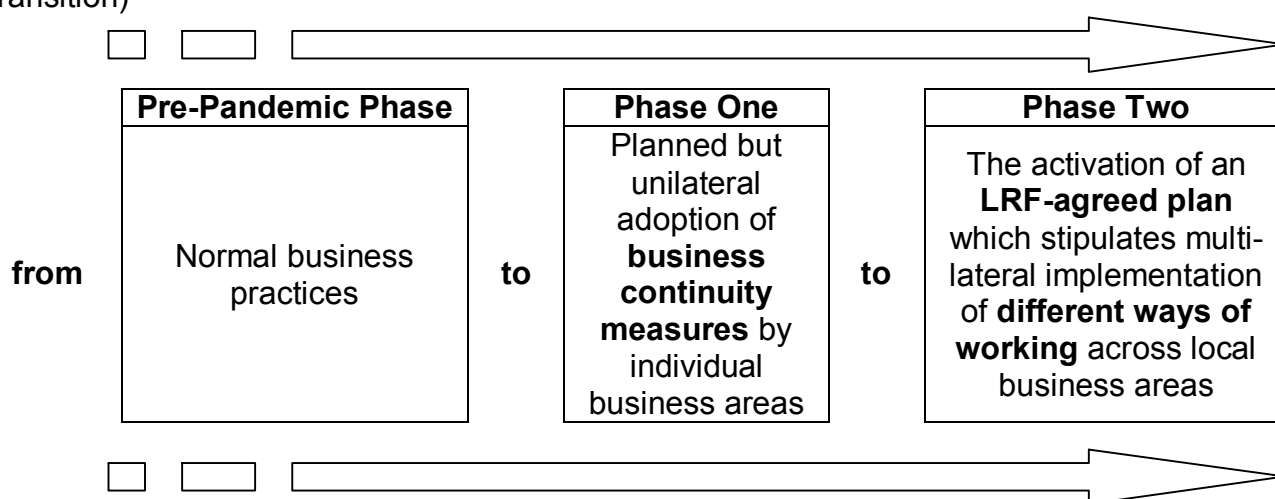 ransition)
Pre-Pandemic Phase
Phase One
Phase Two
from
Normal business
practices
to
Planned but
unilateral
adoption of
business
continuity
measures by
individual
business areas
to
The activation of an
LRF-agreed plan
which stipulates multi-
lateral implementation
of different ways of
working across local
business areas